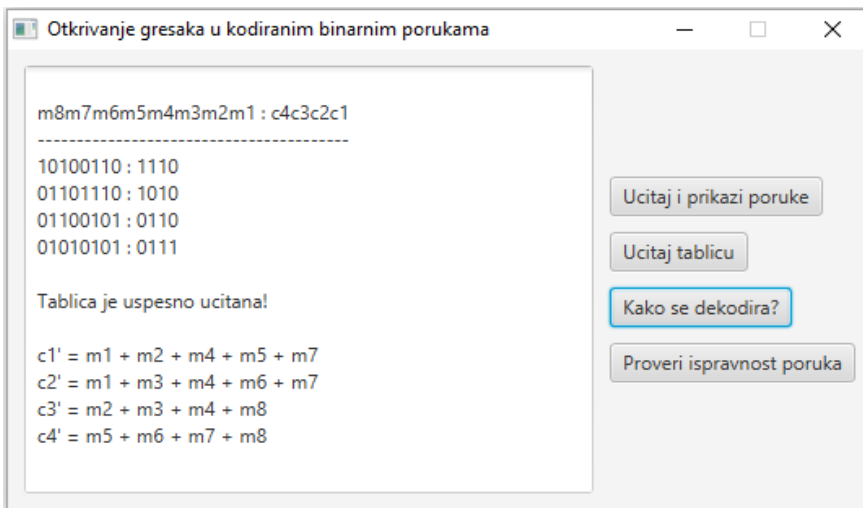 Otkrivanje gresaka u kodiranim binarnim porukama
m8m7m6m5m4m3m2m1 : c4c3c2c1
----------------------------------------
10100110 : 1110
01101110 : 1010
01100101 : 0110
01010101 : 0111
Tablica je uspesno ucitana!
c1' = m1 + m2 + m4 + m5 + m7
c2' = m1 + m3 + m4 + m6 + m7
c3' = m2 + m3 + m4 + m8
c4' = m5 + m6 + m7 + m8
Ucitaj i prikazi poruke
Ucitaj tablicu
Kako se dekodira?
Proveri ispravnost poruka